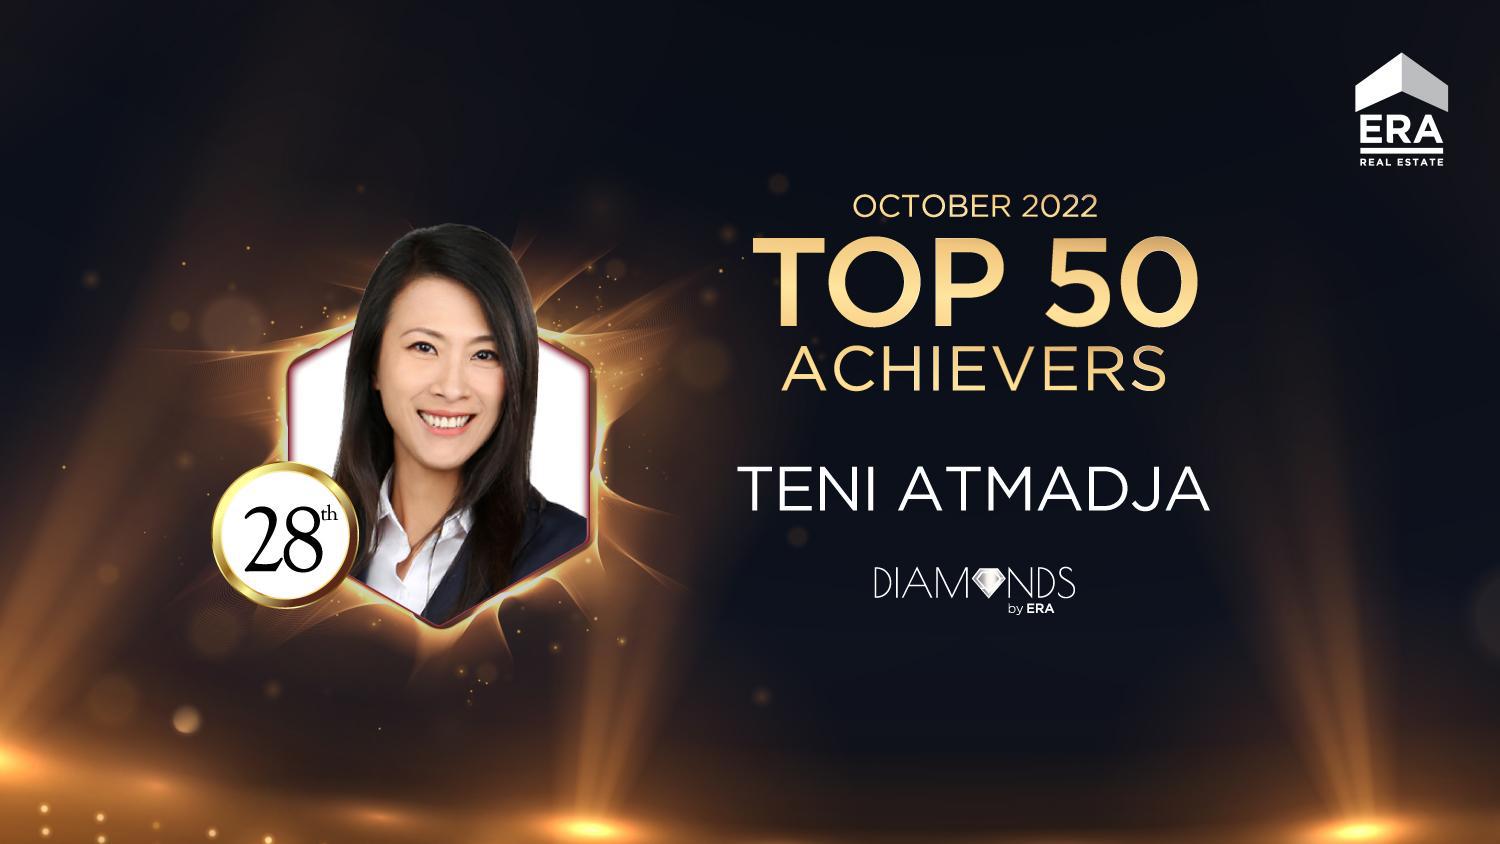 ERA
REAL ESTATE
OCTOBER 2022
TOP 50
ACHIEVERS
TENI ATMADJA
28th
DIAMONDS
by ERA